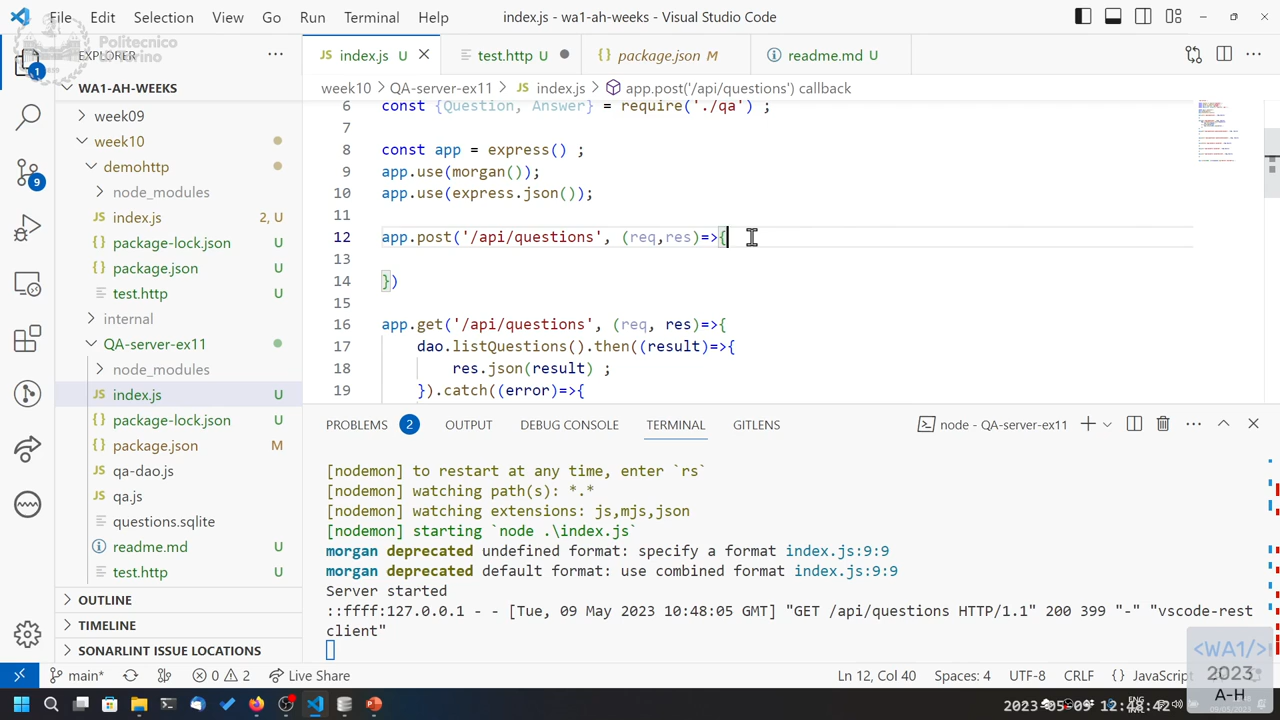 File Edit Selection View Go Run Terminal Help index.js - wa1-ah-weeks - Visual Studio Code
Politecnico
EXPLORER
index.js U
test.http U
package.json M
readme.md U
WA1-AH-WEEKS
week10 > QA-server-ex11 > index.js > app.post('/api/questions') callback
week09
week10
demohttp
node_modules
index.js 2, U
package-lock.json U
package.json U
test.http U
internal
QA-server-ex11
node_modules
index.js U
package-lock.json U
package.json M
qa-dao.js
qa.js
questions.sqlite
readme.md U
test.http U
OUTLINE
TIMELINE
SONARLINT ISSUE LOCATIONS
6 const {Question, Answer} = require('./qa') ;
7
8 const app = express() ;
9 app.use(morgan());
10 app.use(express.json());
11
12 app.post('/api/questions', (req,res)=>{
13
14 })
15
16 app.get('/api/questions', (req, res)=>{
17 dao.listQuestions().then((result)=>{
18 res.json(result) ;
19 }).catch((error)=>{
PROBLEMS 2 OUTPUT DEBUG CONSOLE TERMINAL GITLENS node - QA-server-ex11
[nodemon] to restart at any time, enter `rs`
[nodemon] watching path(s): *.*
[nodemon] watching extensions: js,mjs,json
[nodemon] starting `node .\index.js`
morgan deprecated undefined format: specify a format index.js:9:9
morgan deprecated default format: use combined format index.js:9:9
Server started
::ffff:127.0.0.1 - - [Tue, 09 May 2023 10:48:05 GMT] "GET /api/questions HTTP/1.1" 200 399 "-" "vscode-rest
client"
1
9
<WA1/>
2023
A-H
main* 0 2 Live Share Ln 12, Col 40 Spaces: 4 UTF-8 CRLF {} JavaScript
ENG
2023-05-09 12:48:42